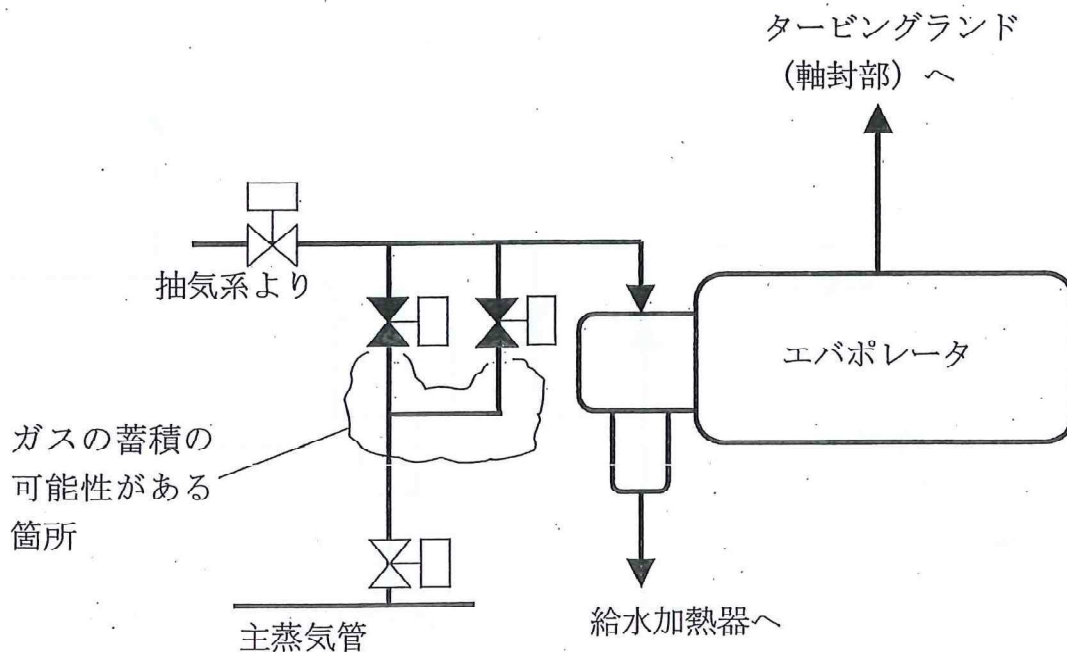 タービングランド
(軸封部)へ
抽気系より
エバポレータ
ガスの蓄積の
可能性がある
箇所
主蒸気管
給水加熱器へ